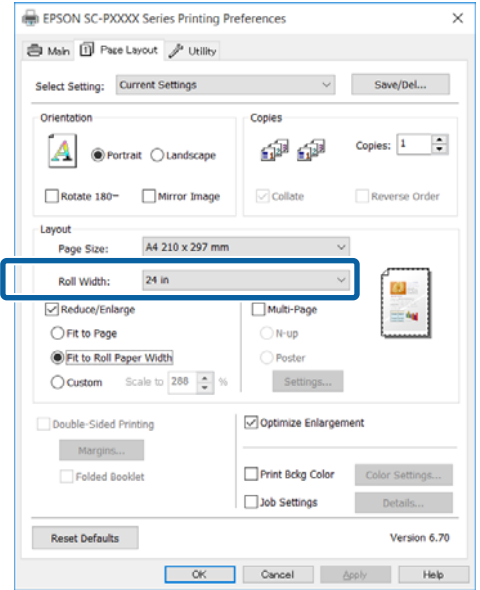 EPSON SC-PXXXX Series Printing Preferences
Main Page Layout Utility
Select Setting: Current Settings Save/Del...
Orientation
Portrait Landscape
Rotate 180~ Mirror Image
Copies
Copies: 1
Collate Reverse Order
Layout
Page Size: A4 210 x 297 mm
Roll Width: 24 in
Reduce/Enlarge
Fit to Page
Fit to Roll Paper Width
Custom Scale to 288 %
Multi-Page
N-up
Poster
Settings...
Double-Sided Printing
Margins...
Folded Booklet
Optimize Enlargement
Print Bckg Color Color Settings...
Job Settings Details...
Reset Defaults Version 6.70
OK Cancel Apply Help